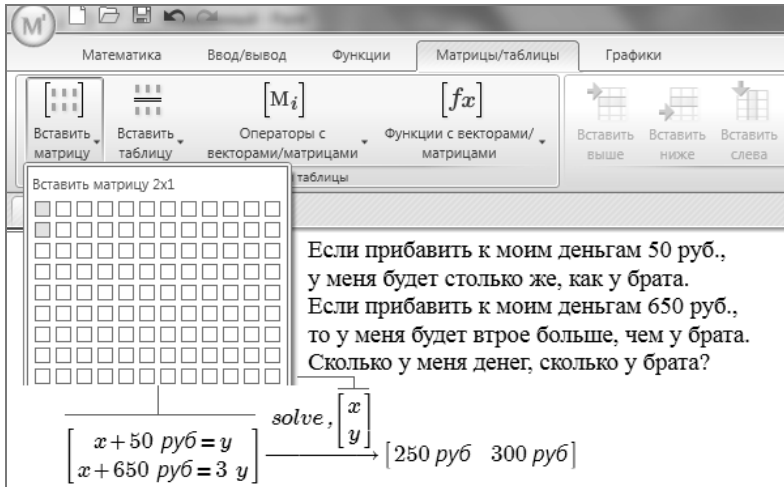 M'
Математика Ввод/вывод Функции Матрицы/таблицы Графики
[M i] [fx]
Вставить матрицу Вставить таблицу Операторы с векторами/матрицами Функции с векторами/матрицами Вставить выше Вставить ниже Вставить слева
таблицы
Вставить матрицу 2x1
Если прибавить к моим деньгам 50 руб.,
у меня будет столько же, как у брата.
Если прибавить к моим деньгам 650 руб.,
то у меня будет втрое больше, чем у брата.
Сколько у меня денег, сколько у брата?
[x+50 руб=y
x+650 руб=3 y] solve, [x
y] → [250 руб 300 руб]